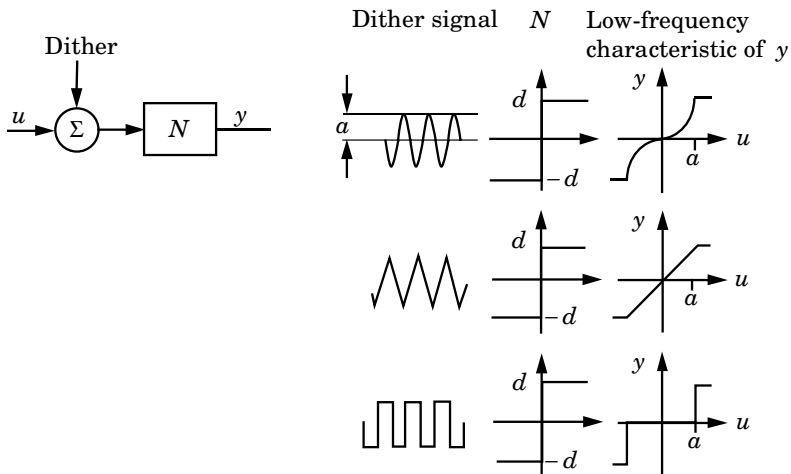 Dither signal N Low-frequency
characteristic of y
Dither
u Σ N y
a d −d y a u
d −d y a u
d −d y a u